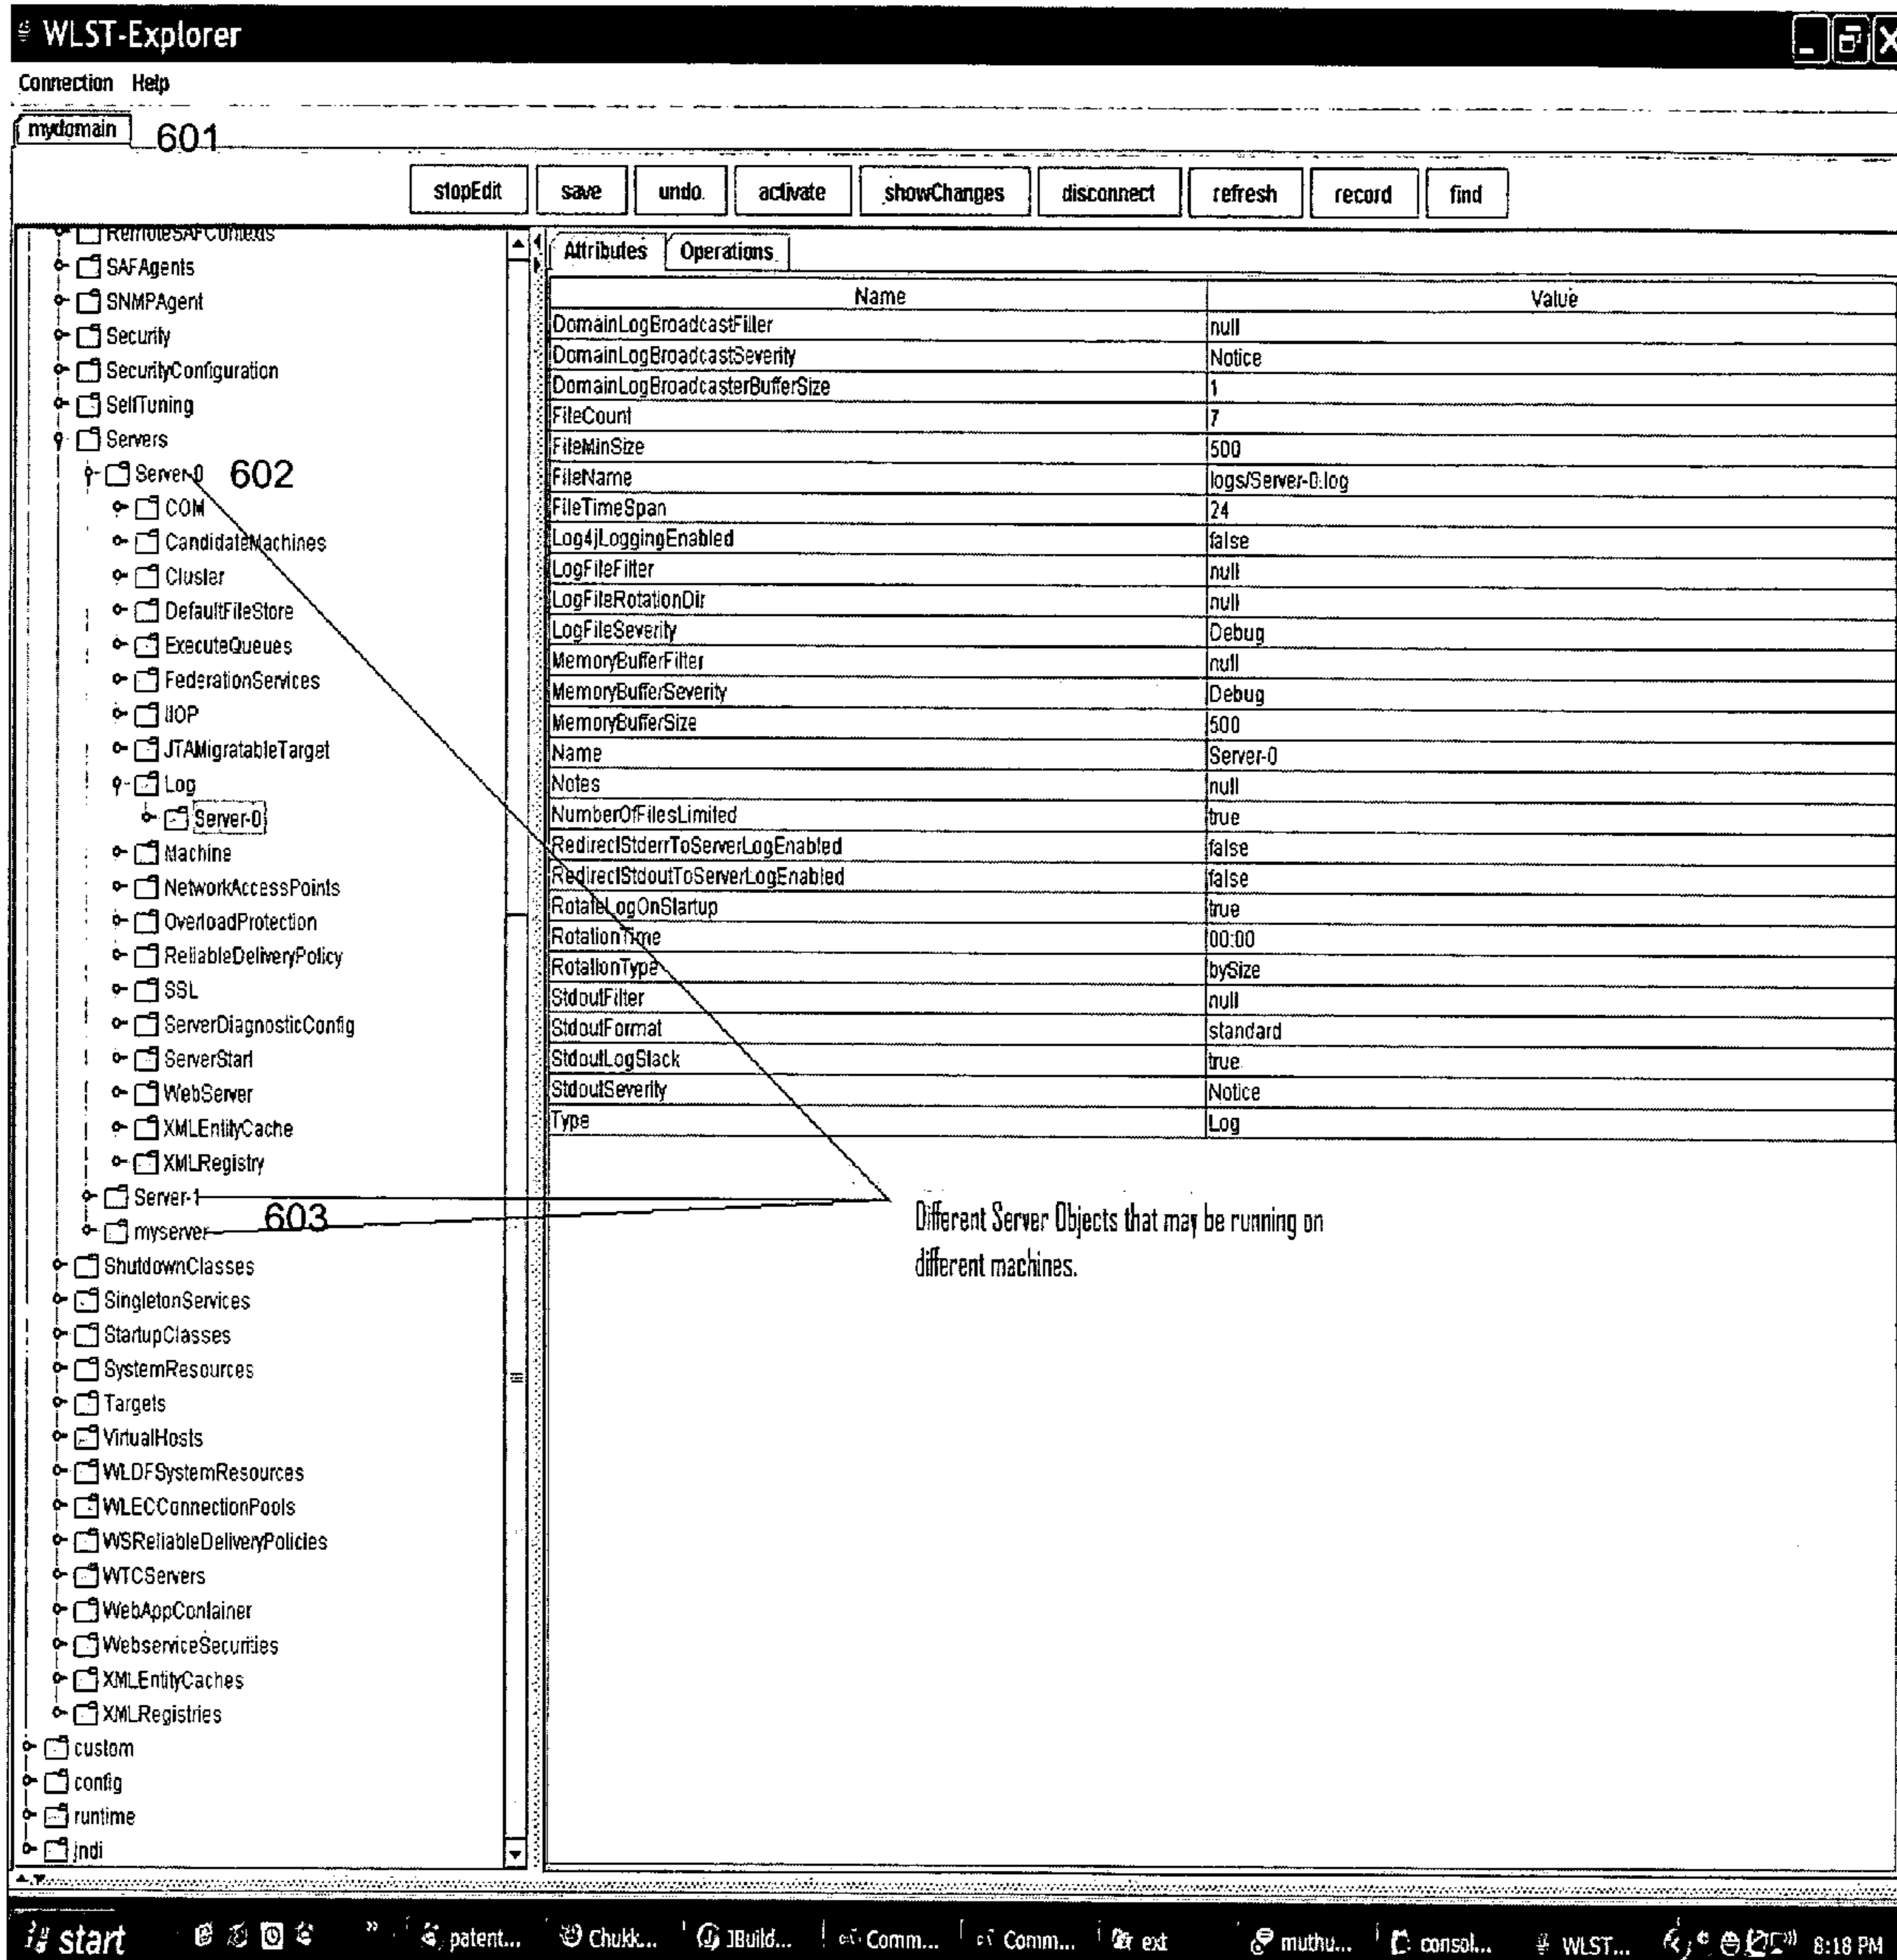 WLST-Explorer
Connection Help
mydomain 601
stopEdit save undo. activate showChanges disconnect refresh record find
RemoteSAFContexts
SAFAgents
SNMPAgent
Security
SecurityConfiguration
SelfTuning
Servers
Server-0 602
COM
CandidateMachines
Cluster
DefaultFileStore
ExecuteQueues
FederationServices
IIOP
JTAMigratableTarget
Log
Server-0
Machine
NetworkAccessPoints
OverloadProtection
ReliableDeliveryPolicy
SSL
ServerDiagnosticConfig
ServerStart
WebServer
XMLEntityCache
XMLRegistry
Server-1
myserver 603
ShutdownClasses
SingletonServices
StartupClasses
SystemResources
Targets
VirtualHosts
WLDFSystemResources
WLECConnectionPools
WSReliableDeliveryPolicies
WTCServers
WebAppContainer
WebserviceSecurities
XMLEntityCaches
XMLRegistries
custom
config
runtime
jndi
Attributes Operations
Name Value
DomainLogBroadcastFilter null
DomainLogBroadcastSeverity Notice
DomainLogBroadcasterBufferSize 1
FileCount 7
FileMinSize 500
FileName logs/Server-0.log
FileTimeSpan 24
Log4jLoggingEnabled false
LogFileFilter null
LogFileRotationDir null
LogFileSeverity Debug
MemoryBufferFilter null
MemoryBufferSeverity Debug
MemoryBufferSize 500
Name Server-0
Notes null
NumberOfFilesLimited true
RedirectStderrToServerLogEnabled false
RedirectStdoutToServerLogEnabled false
RotateLogOnStartup true
RotationTime 00:00
RotationType bySize
StdoutFilter null
StdoutFormat standard
StdoutLogStack true
StdoutSeverity Notice
Type Log
Different Server Objects that may be running on
different machines.
start patent... Chukk... JBuild... Comm... Comm... ext muthu... consol... WLST... 8:18 PM